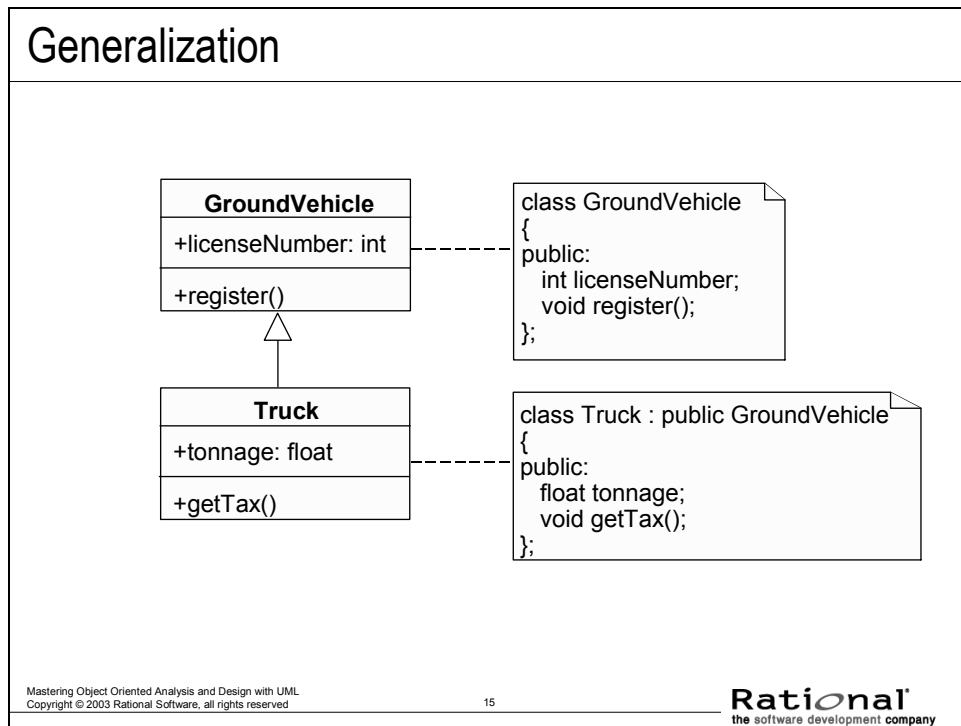 Generalization
GroundVehicle
+licenseNumber: int
+register()
class GroundVehicle
{
public:
int licenseNumber;
void register();
};
Truck
+tonnage: float
+getTax()
class Truck : public GroundVehicle
{
public:
float tonnage;
void getTax();
};
Mastering Object Oriented Analysis and Design with UML
Copyright © 2003 Rational Software, all rights reserved
15
Rational
the software development company